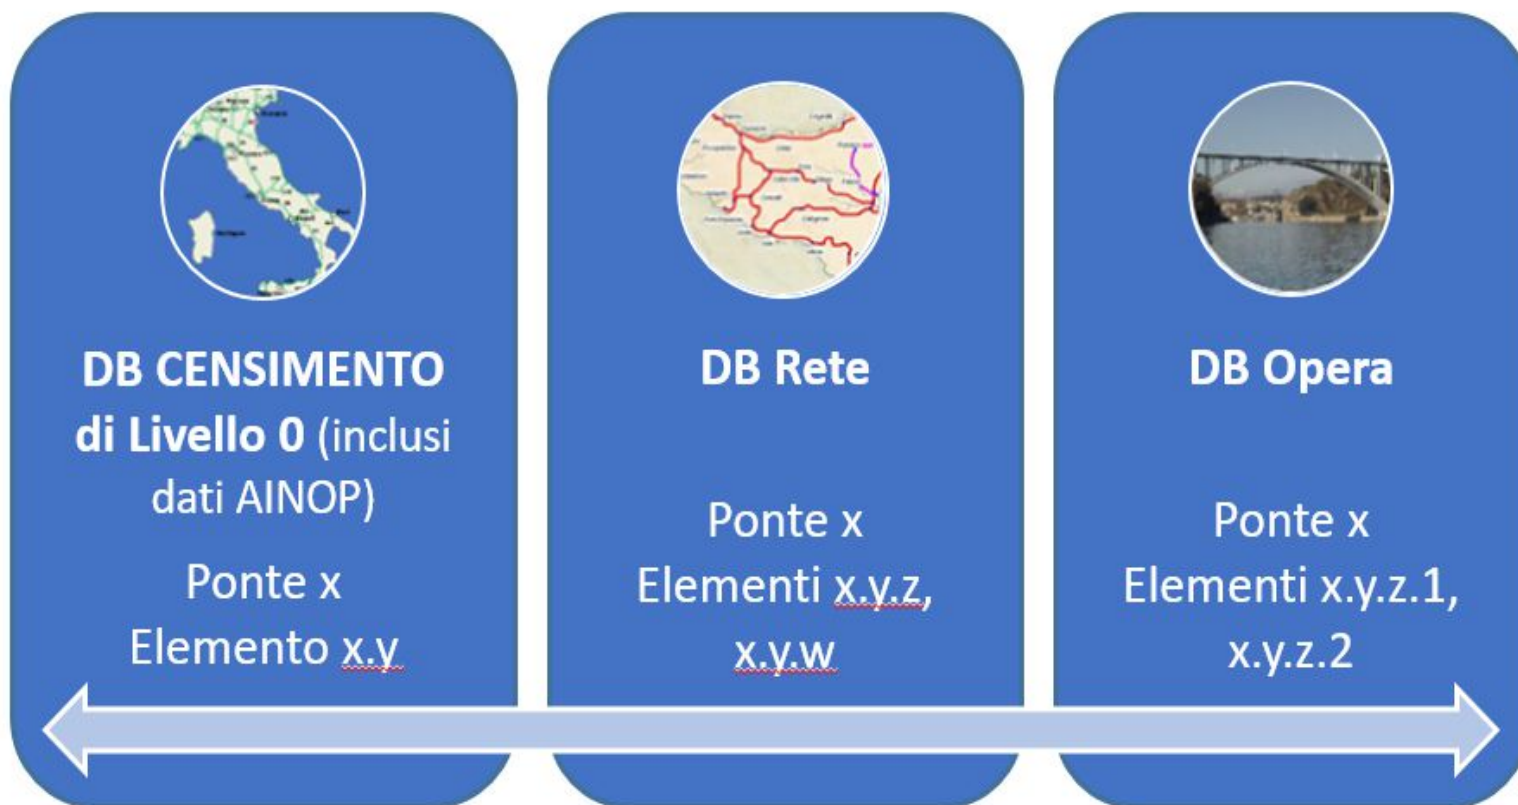 DB CENSIMENTO
di Livello 0 (inclusi
dati AINOP)
Ponte x
Elemento x.y
DB Rete
Ponte x
Elementi x.y.z,
x.y.w
DB Opera
Ponte x
Elementi x.y.z.1,
x.y.z.2